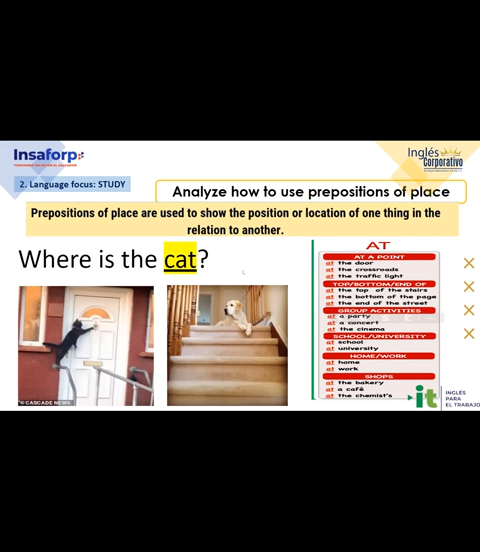 Insaforp
Inglés
Corporativo
2. Language focus: STUDY
Analyze how to use prepositions of place
Prepositions of place are used to show the position or location of one thing in the
relation to another.
Where is the cat?
AT
AT A POINT
at the door
at the crossroads
at the traffic light
TOP/BOTTOM/END OF
at the top of the stairs
at the bottom of the page
at the end of the street
GROUP ACTIVITIES
at a party
at a concert
at the cinema
SCHOOL/UNIVERSITY
at school
at university
HOME/WORK
at home
at work
SHOPS
at the bakery
at a café
at the chemist's
© CASCADE NEWS
it
INGLÉS
PARA
EL TRABAJO